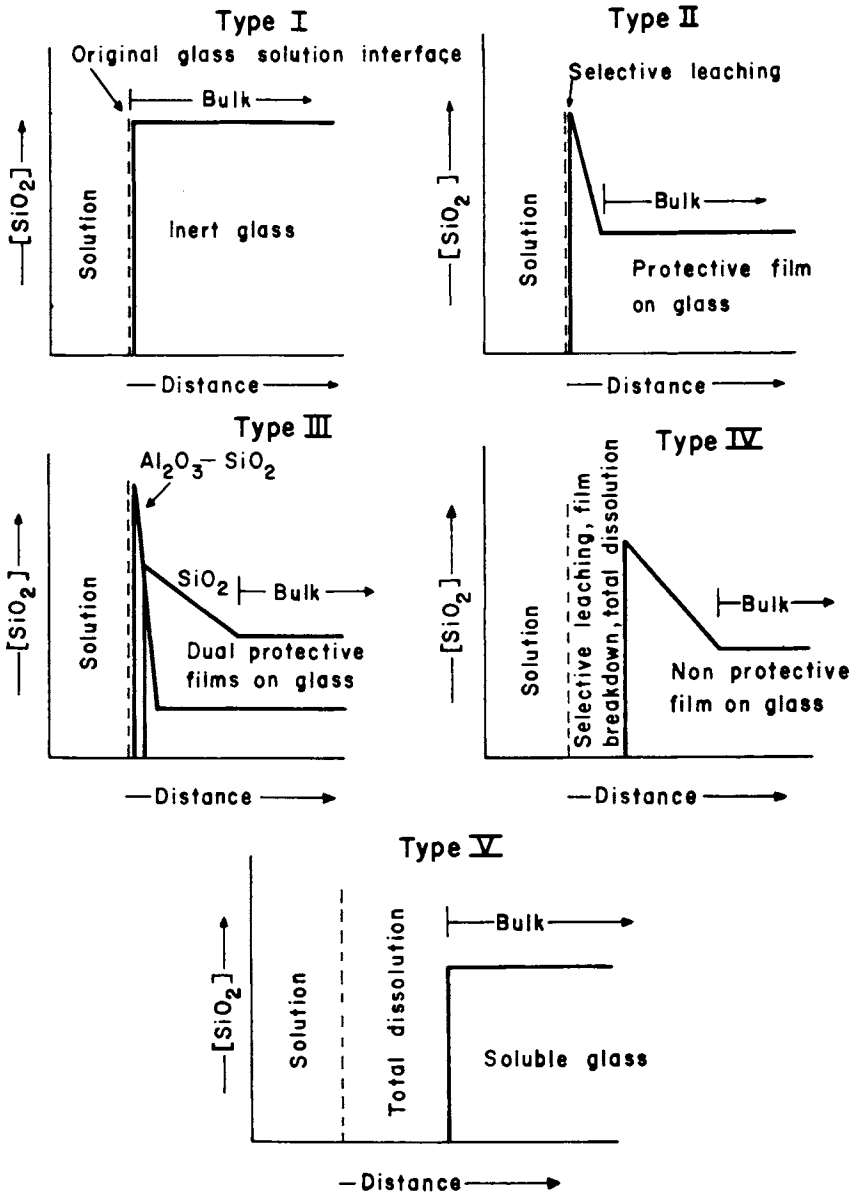 Type I
Original glass solution interface
Bulk
[SiO2]
Solution
Inert glass
Distance
Type II
Selective leaching
Bulk
[SiO2]
Solution
Protective film
on glass
Distance
Type III
Al2O3–SiO2
SiO2
Bulk
[SiO2]
Solution
Dual protective
films on glass
Distance
Type IV
Selective leaching, film
breakdown, total dissolution
Bulk
[SiO2]
Solution
Non protective
film on glass
Distance
Type V
Bulk
[SiO2]
Solution
Total dissolution
Soluble glass
Distance